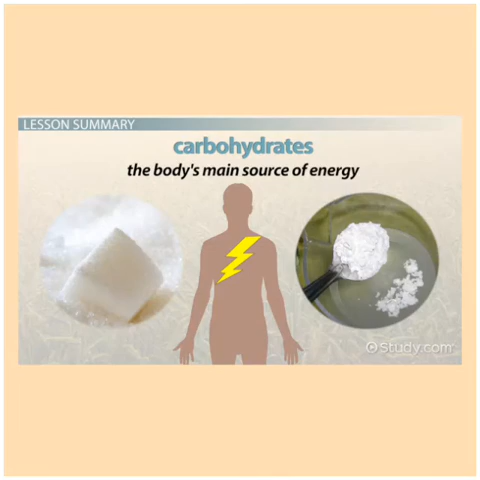 LESSON SUMMARY
carbohydrates
the body's main source of energy
Study.com